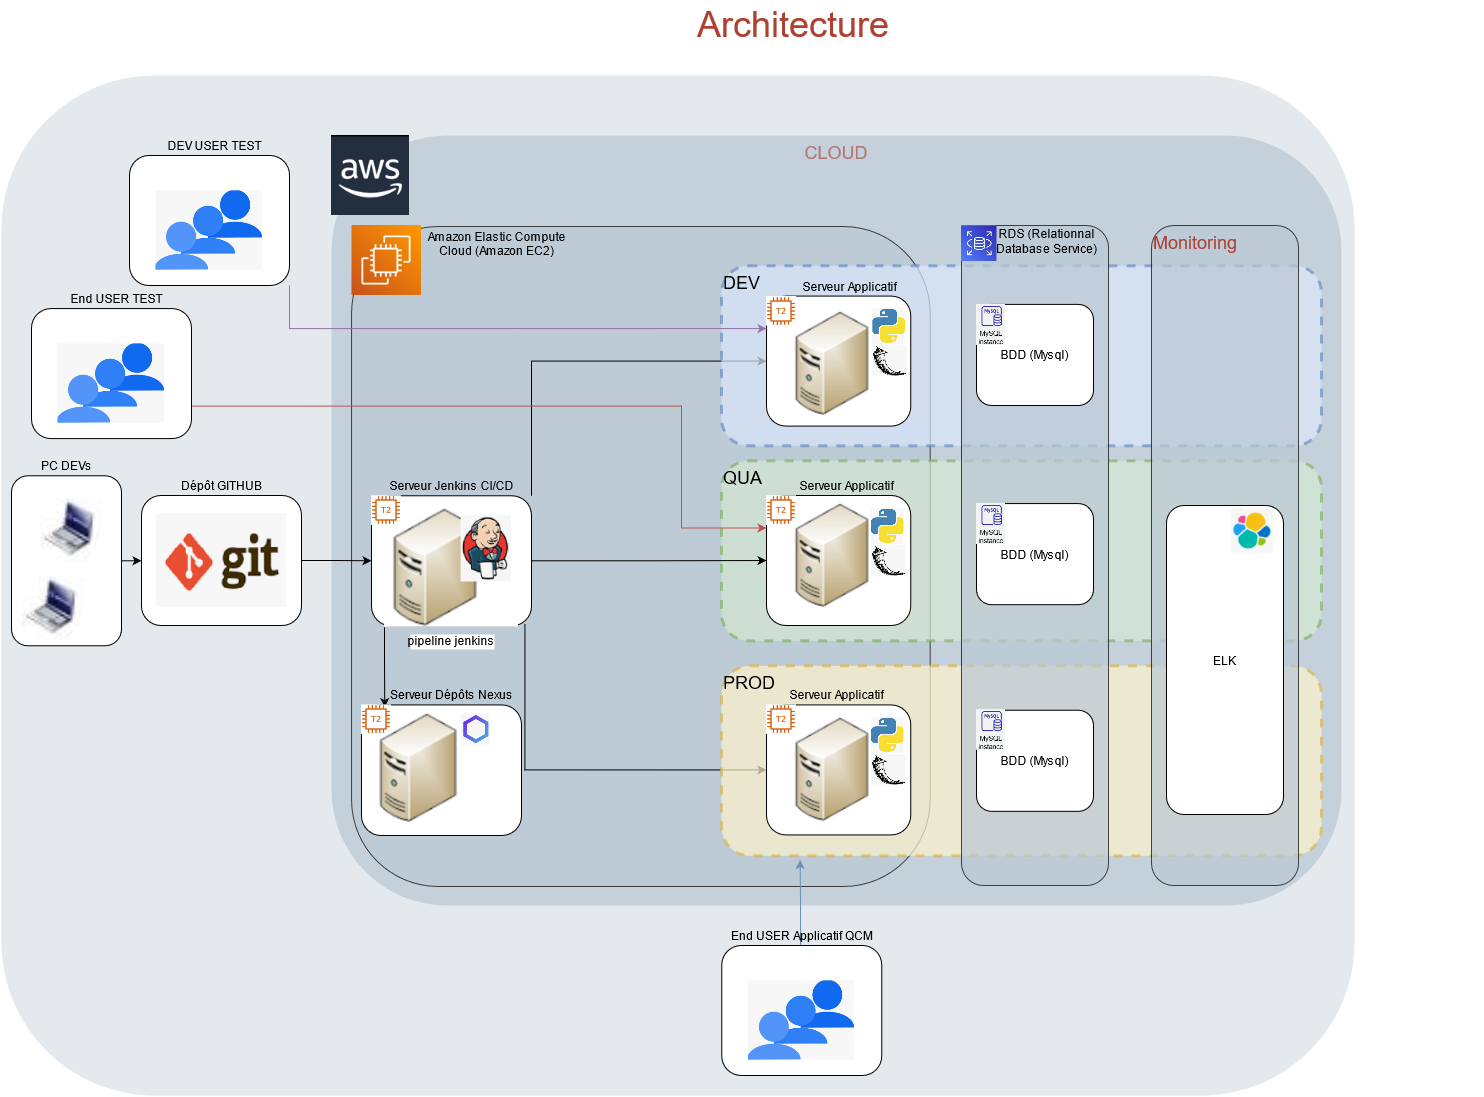 Architecture
DEV USER TEST
aws
CLOUD
Amazon Elastic Compute
Cloud (Amazon EC2)
RDS (Relationnal
Database Service)
Monitoring
DEV
Serveur Applicatif
T2
MySQL
MySQL
instance
BDD (Mysql)
End USER TEST
PC DEVs
Dépôt GITHUB
git
Serveur Jenkins CI/CD
T2
pipeline jenkins
QUA
Serveur Applicatif
T2
MySQL
MySQL
instance
BDD (Mysql)
ELK
Serveur Dépôts Nexus
T2
PROD
Serveur Applicatif
T2
MySQL
MySQL
instance
BDD (Mysql)
End USER Applicatif QCM